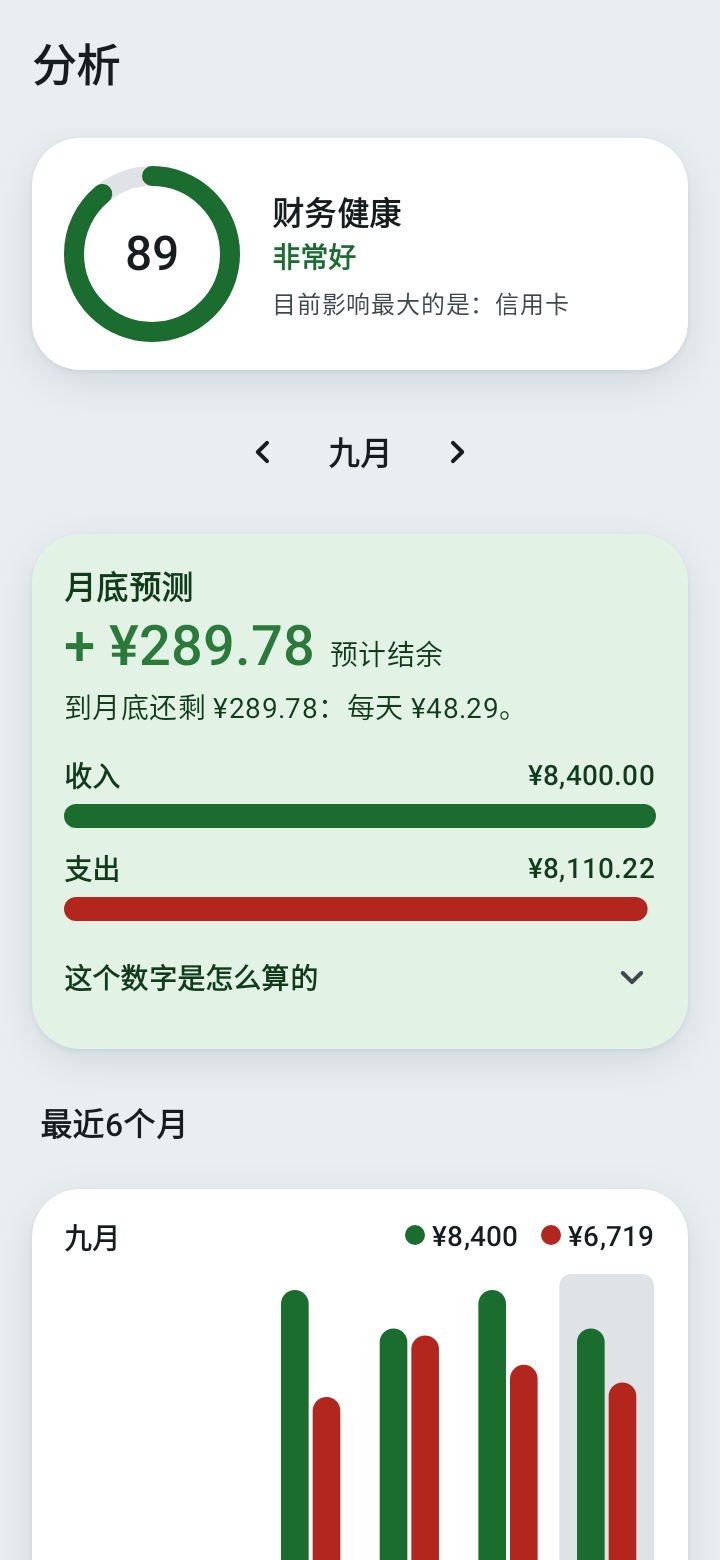 分析
89
财务健康
非常好
目前影响最大的是：信用卡
九月
月底预测
+ ¥289.78 预计结余
到月底还剩 ¥289.78：每天 ¥48.29。
收入 ¥8,400.00
支出 ¥8,110.22
这个数字是怎么算的
最近6个月
九月 ¥8,400 ¥6,719